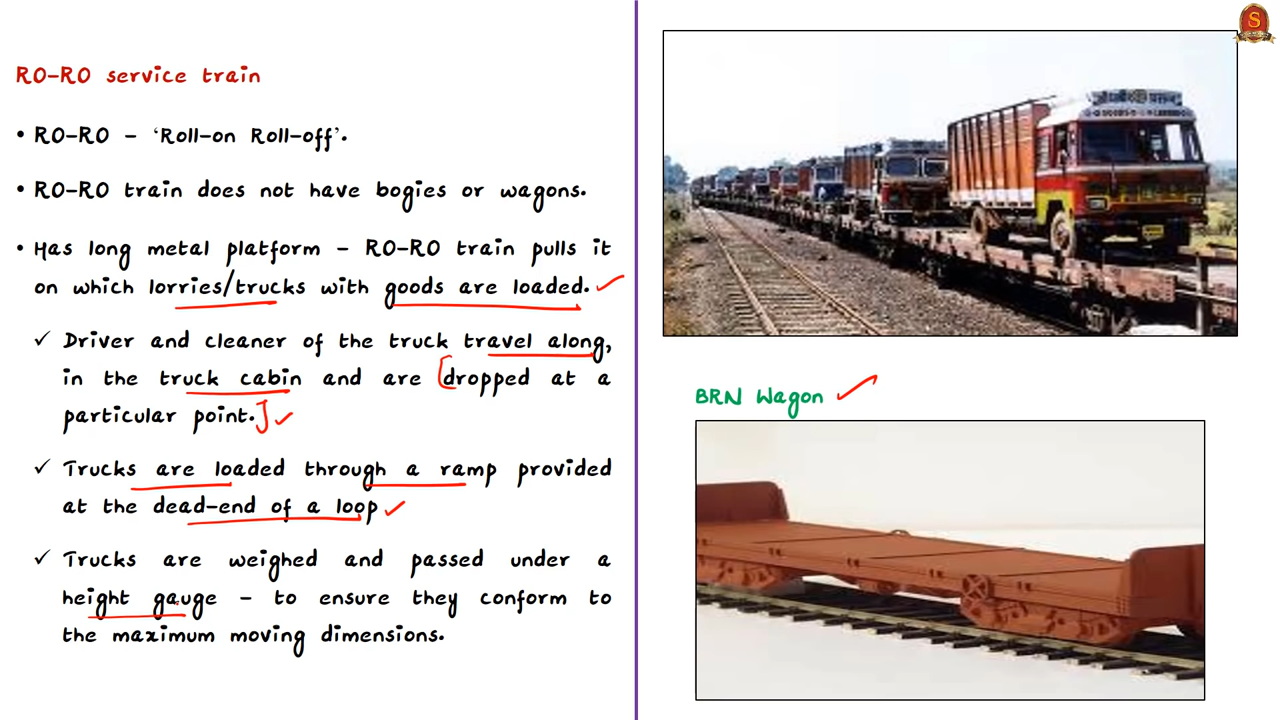 RO-RO service train
• RO-RO - ‘Roll-on Roll-off’.
• RO-RO train does not have bogies or wagons.
• Has long metal platform - RO-RO train pulls it
on which lorries/trucks with goods are loaded.
✓ Driver and cleaner of the truck travel along,
in the truck cabin and are [dropped at a
particular point.]
✓ Trucks are loaded through a ramp provided
at the dead-end of a loop
✓ Trucks are weighed and passed under a
height gauge - to ensure they conform to
the maximum moving dimensions.
S
BRN Wagon